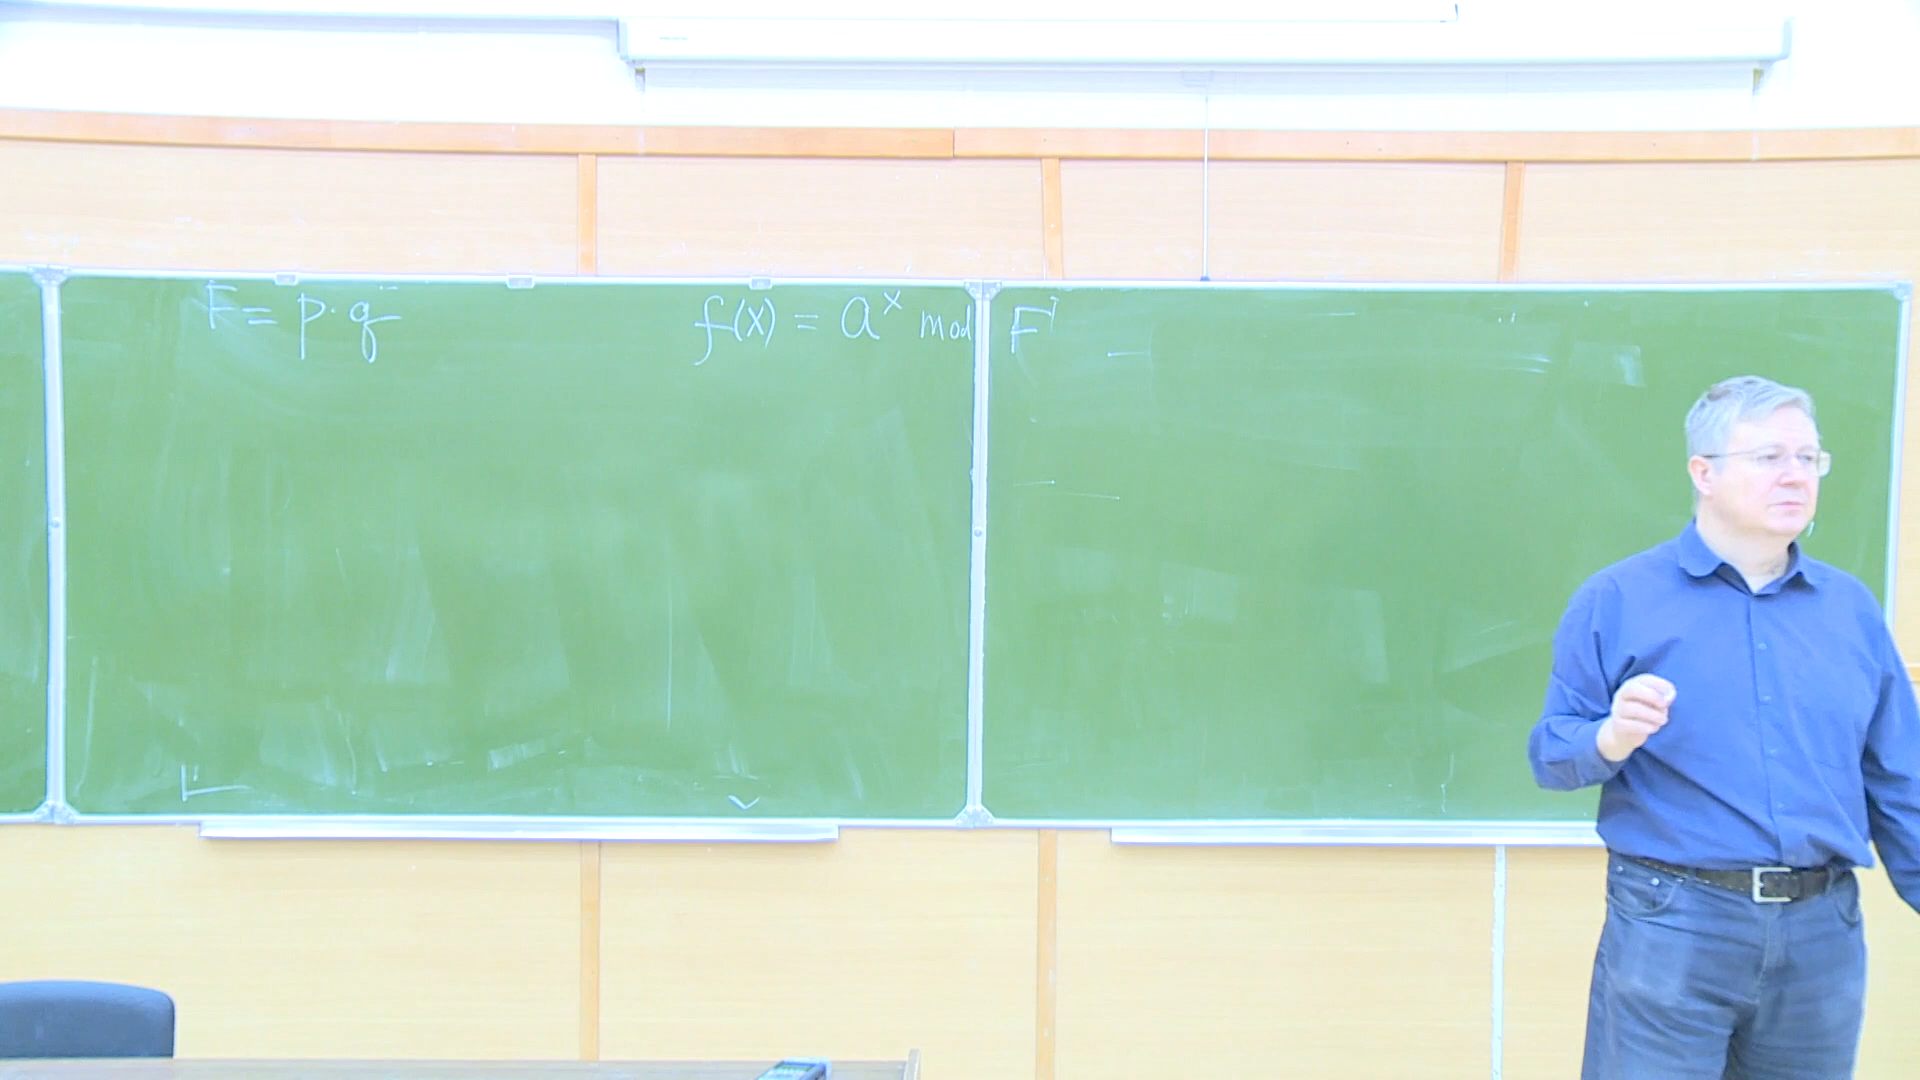 F = p·q f(x) = a^x mod F